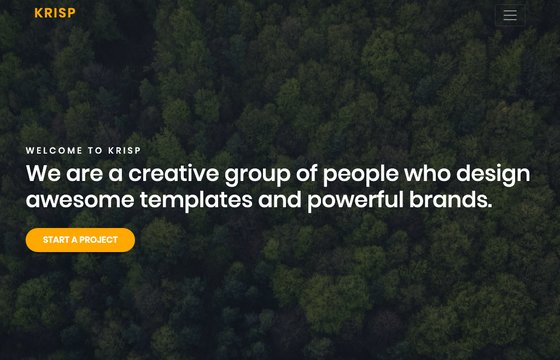 KRISP
WELCOME TO KRISP
We are a creative group of people who design
awesome templates and powerful brands.
START A PROJECT